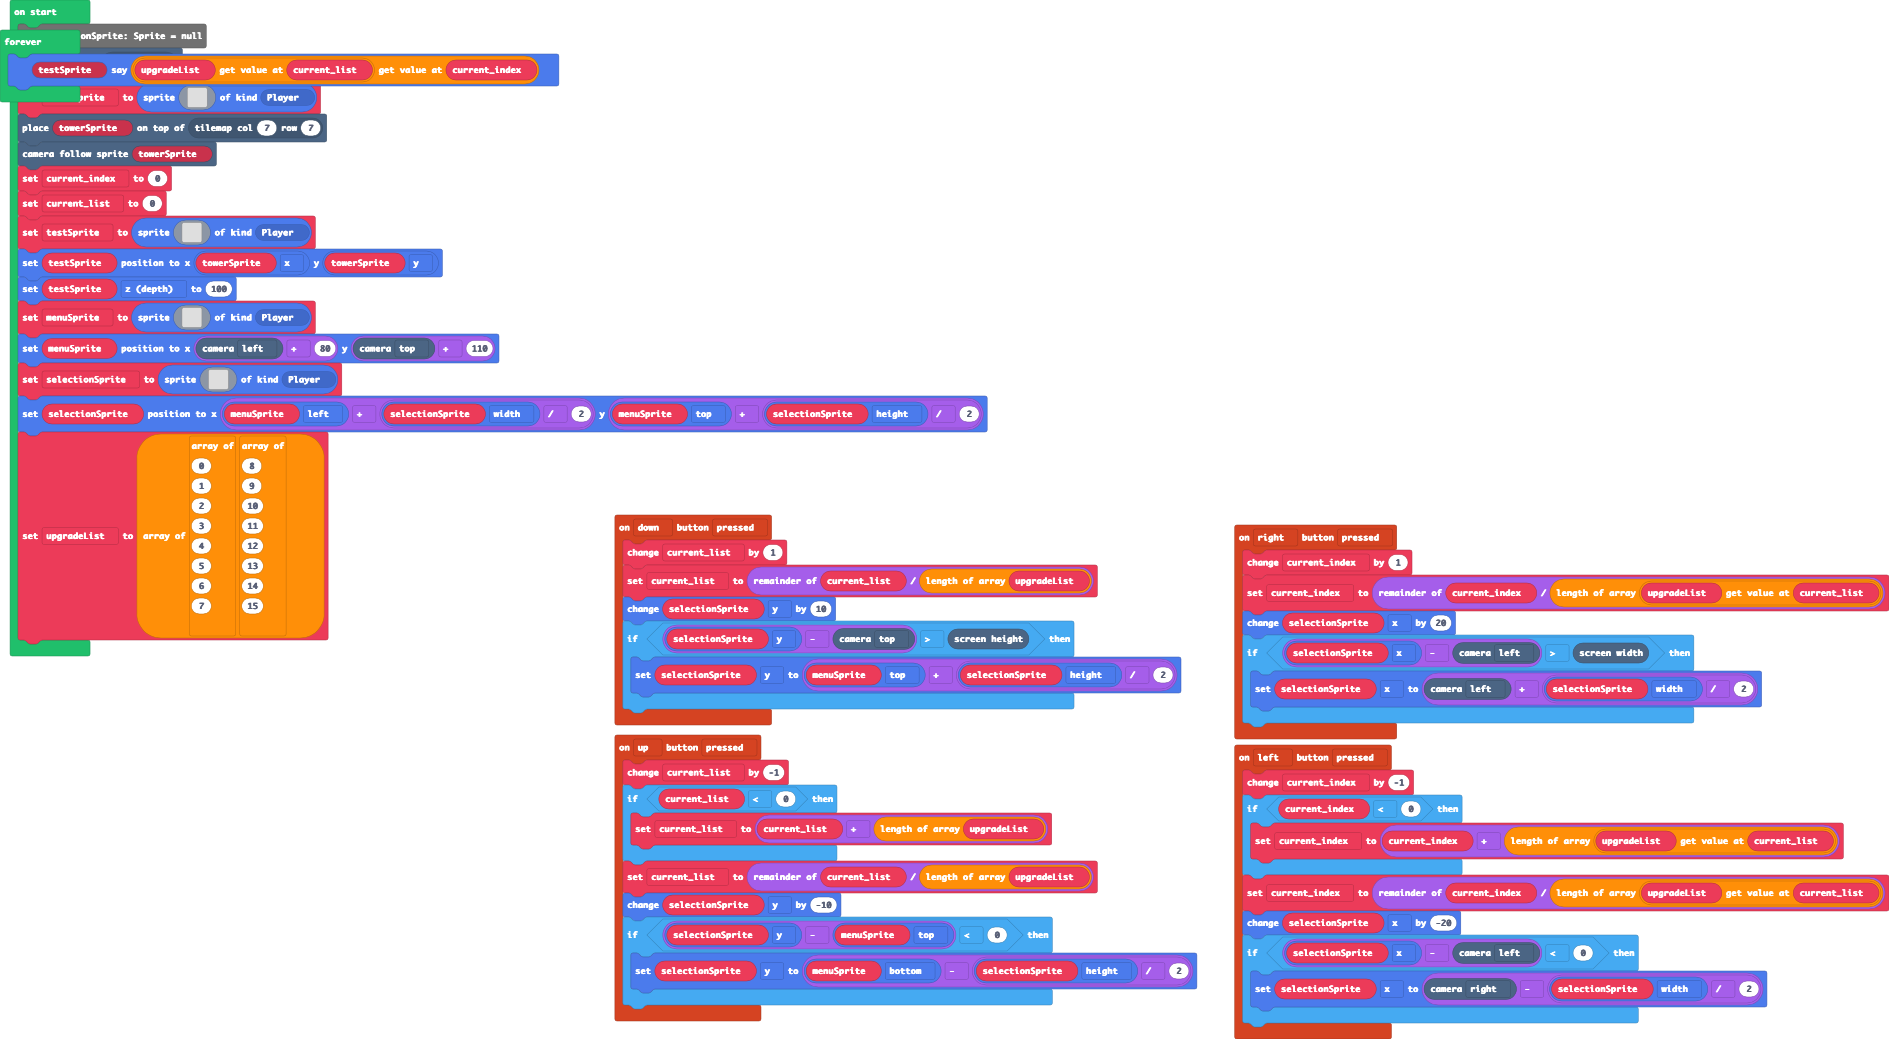 on start
onSprite: Sprite = null
forever
testSprite say upgradeList get value at current_list get value at current_index
rite to sprite of kind Player
place towerSprite on top of tilemap col 7 row 7
camera follow sprite towerSprite
set current_index to 0
set current_list to 0
set testSprite to sprite of kind Player
set testSprite position to x towerSprite x y towerSprite y
set testSprite z (depth) to 100
set menuSprite to sprite of kind Player
set menuSprite position to x camera left + 80 y camera top + 110
set selectionSprite to sprite of kind Player
set selectionSprite position to x menuSprite left + selectionSprite width / 2 y menuSprite top + selectionSprite height / 2
set upgradeList to array of
array of
0
1
2
3
4
5
6
7
array of
8
9
10
11
12
13
14
15
on down button pressed
change current_list by 1
set current_list to remainder of current_list / length of array upgradeList
change selectionSprite y by 10
if selectionSprite y - camera top > screen height then
set selectionSprite y to menuSprite top + selectionSprite height / 2
on up button pressed
change current_list by -1
if current_list < 0 then
set current_list to current_list + length of array upgradeList
set current_list to remainder of current_list / length of array upgradeList
change selectionSprite y by -10
if selectionSprite y - menuSprite top < 0 then
set selectionSprite y to menuSprite bottom - selectionSprite height / 2
on right button pressed
change current_index by 1
set current_index to remainder of current_index / length of array upgradeList get value at current_list
change selectionSprite x by 20
if selectionSprite x - camera left > screen width then
set selectionSprite x to camera left + selectionSprite width / 2
on left button pressed
change current_index by -1
if current_index < 0 then
set current_index to current_index + length of array upgradeList get value at current_list
set current_index to remainder of current_index / length of array upgradeList get value at current_list
change selectionSprite x by -20
if selectionSprite x - camera left < 0 then
set selectionSprite x to camera right - selectionSprite width / 2